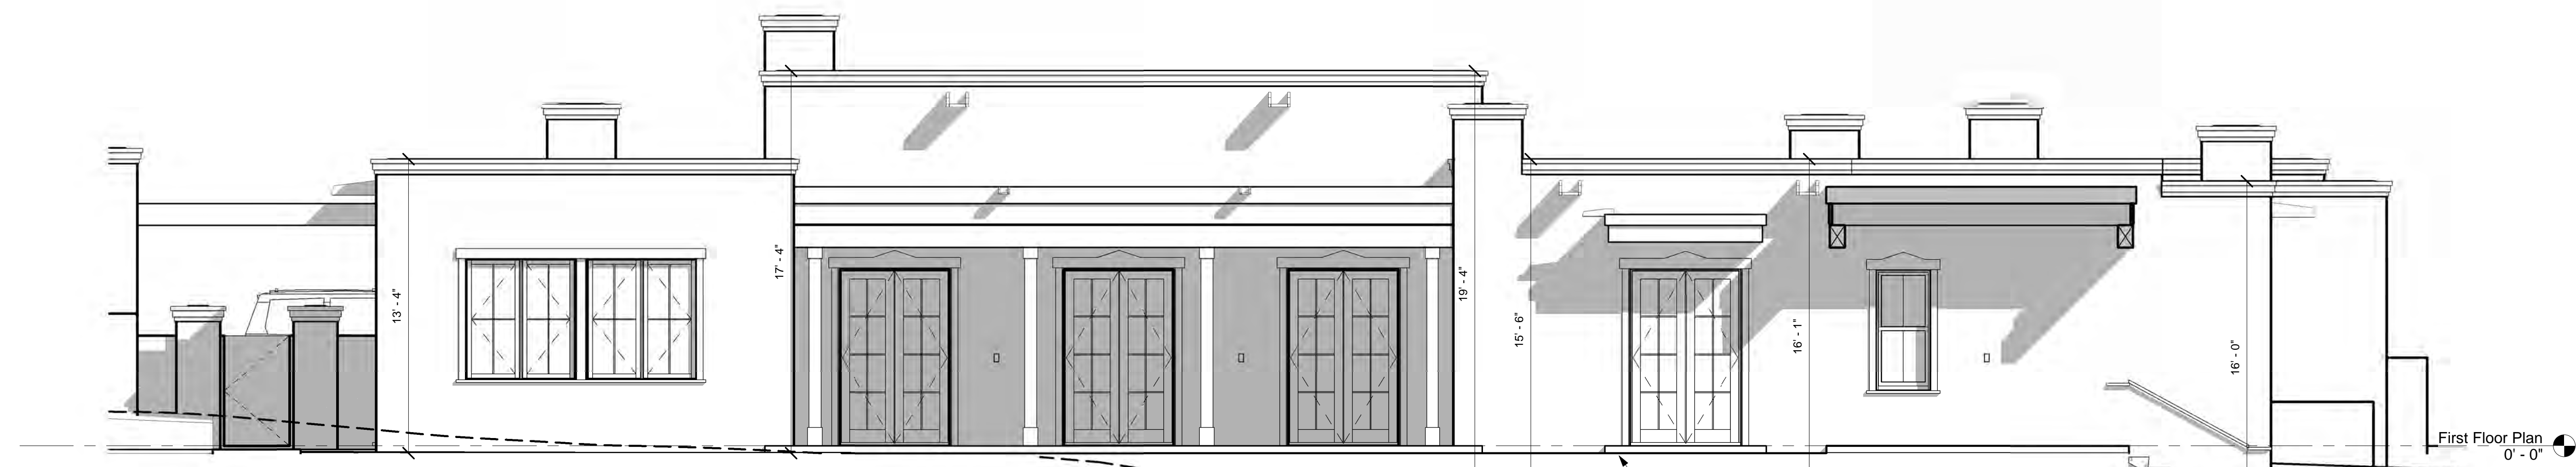 13' - 4"
17' - 4"
19' - 4"
15' - 6"
16' - 1"
16' - 0"
First Floor Plan
0' - 0"